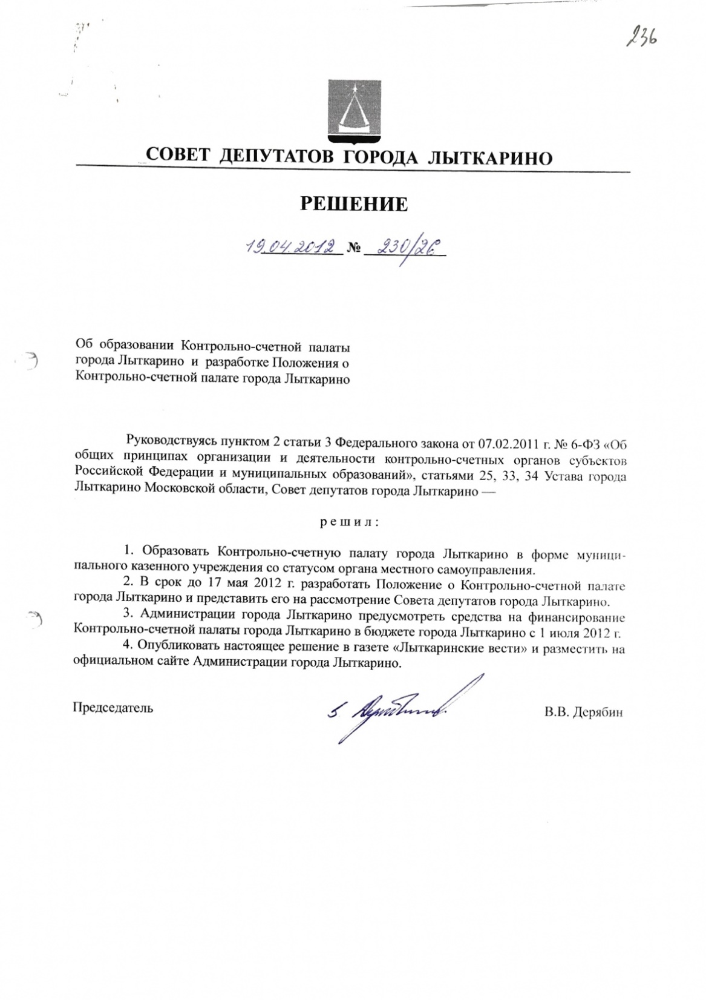 236
СОВЕТ ДЕПУТАТОВ ГОРОДА ЛЫТКАРИНО
РЕШЕНИЕ
19.04.2012 № 230/26
Об образовании Контрольно-счетной палаты
города Лыткарино и разработке Положения о
Контрольно-счетной палате города Лыткарино
Руководствуясь пунктом 2 статьи 3 Федерального закона от 07.02.2011 г. № 6-ФЗ «Об
общих принципах организации и деятельности контрольно-счетных органов субъектов
Российской Федерации и муниципальных образований», статьями 25, 33, 34 Устава города
Лыткарино Московской области, Совет депутатов города Лыткарино —
р е ш и л :
1. Образовать Контрольно-счетную палату города Лыткарино в форме муници-
пального казенного учреждения со статусом органа местного самоуправления.
2. В срок до 17 мая 2012 г. разработать Положение о Контрольно-счетной палате
города Лыткарино и представить его на рассмотрение Совета депутатов города Лыткарино.
3. Администрации города Лыткарино предусмотреть средства на финансирование
Контрольно-счетной палаты города Лыткарино в бюджете города Лыткарино с 1 июля 2012 г.
4. Опубликовать настоящее решение в газете «Лыткаринские вести» и разместить на
официальном сайте Администрации города Лыткарино.
Председатель В.В. Дерябин